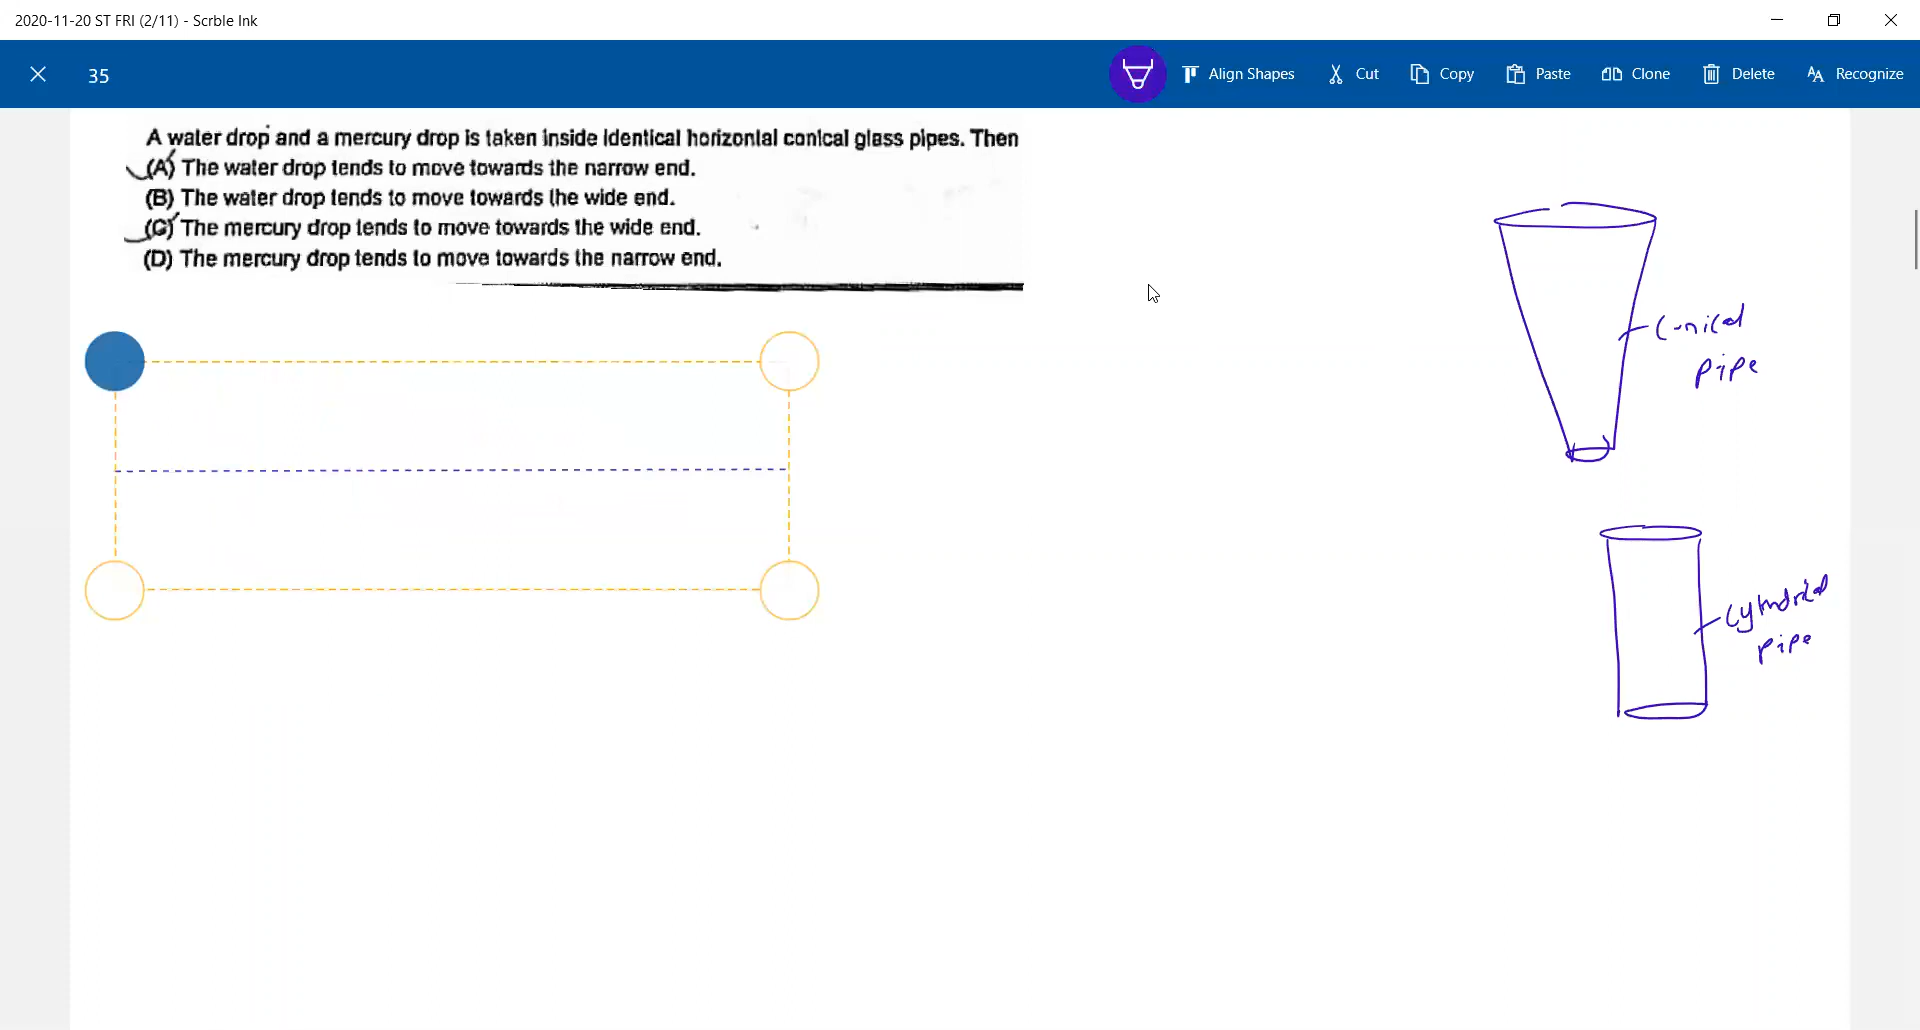 2020-11-20 ST FRI (2/11) - Scrble Ink
35
Align Shapes
Cut
Copy
Paste
Clone
Delete
Recognize
A water drop and a mercury drop is taken inside identical horizontal conical glass pipes. Then
(A) The water drop tends to move towards the narrow end.
(B) The water drop tends to move towards the wide end.
(C) The mercury drop tends to move towards the wide end.
(D) The mercury drop tends to move towards the narrow end.
Conical
pipe
Cylindrical
pipe